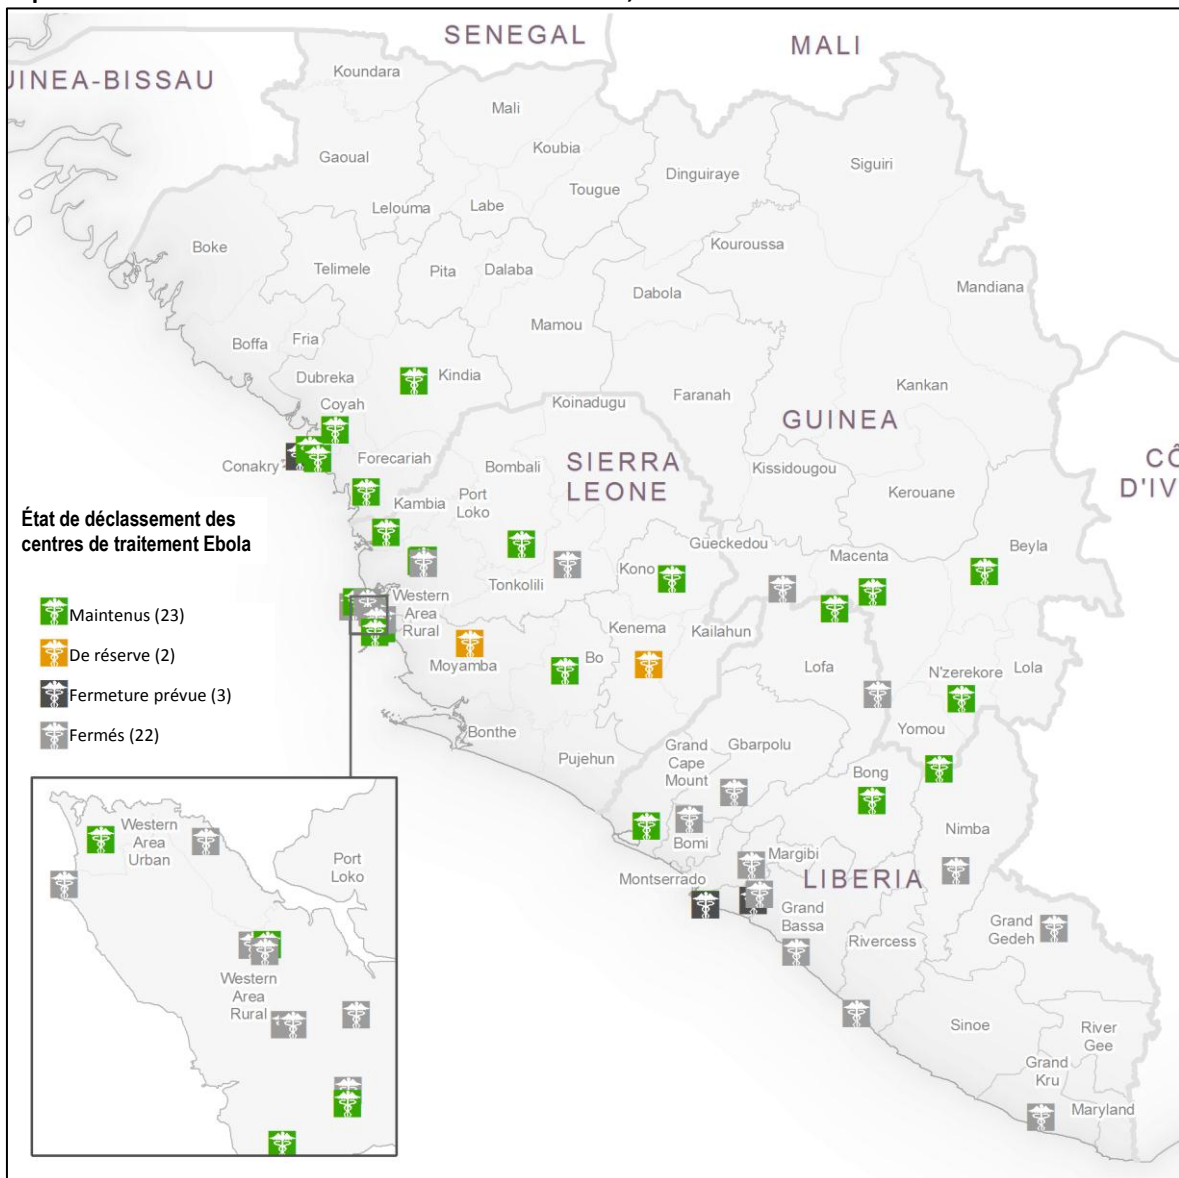 SENEGAL
MALI
UINEA-BISSAU
Koundara
Mali
Koubia
Gaoual
Tougue
Dinguiraye
Siguiri
Lelouma
Labe
Boke
Kouroussa
Telimele
Pita
Dalaba
Dabola
Mandiana
Mamou
Boffa
Fria
Dubreka
Kindia
Coyah
Koinadugu
Faranah
Kankan
GUINEA
Conakry
Forecariah
Bombali
SIERRA
LEONE
Kissidougou
CÔ
D'IV
Kambia
Port
Loko
Kerouane
État de déclassement des
centres de traitement Ebola
Gueckedou
Macenta
Beyla
Tonkolili
Kono
Western
Area
Rural
Maintenus (23)
Kenema
Kailahun
De réserve (2)
Moyamba
Bo
Lofa
N'zerekore
Lola
Fermeture prévue (3)
Fermés (22)
Bonthe
Yomou
Pujehun
Grand
Cape
Mount
Gbarpolu
Bong
Nimba
Bomi
Western
Area
Urban
Port
Loko
Margibi
Montserrado
LIBERIA
Grand
Bassa
Grand
Gedeh
Rivercess
Western
Area
Rural
Sinoe
River
Gee
Grand
Kru
Maryland